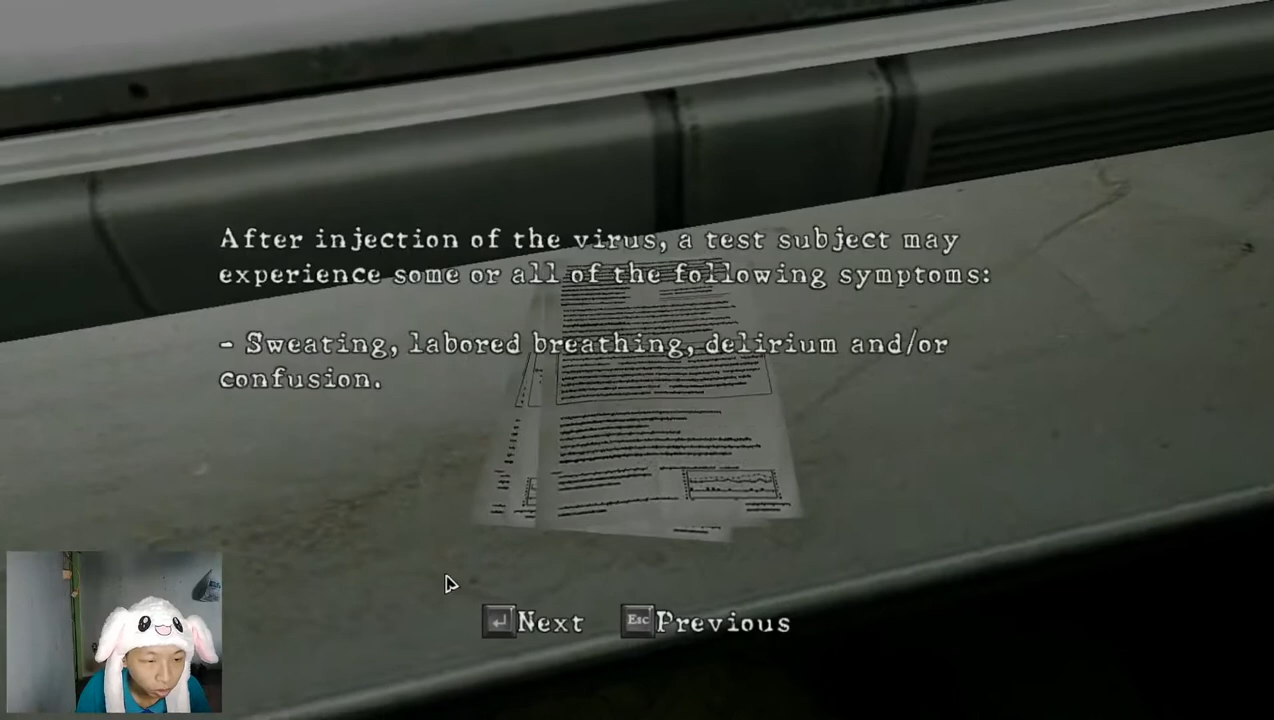 After injection of the virus, a test subject may
experience some or all of the following symptoms:
- Sweating, labored breathing, delirium and/or
confusion.
Next
Esc
Previous